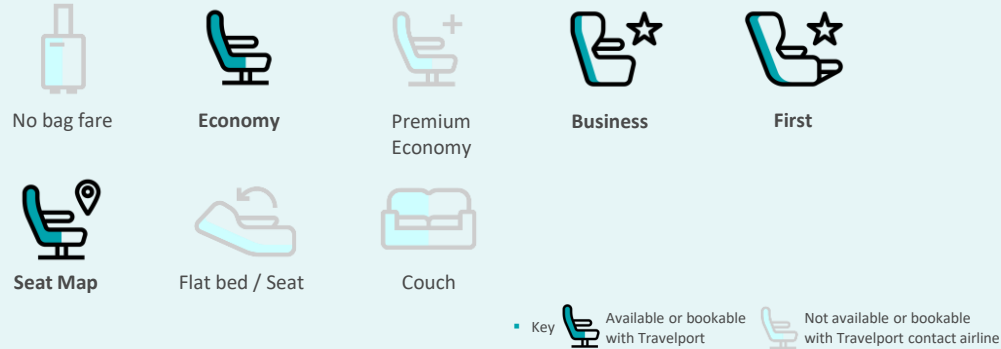 No bag fare
Economy
Premium
Economy
Business
First
Seat Map
Flat bed / Seat
Couch
▪ Key
Available or bookable
with Travelport
Not available or bookable
with Travelport contact airline